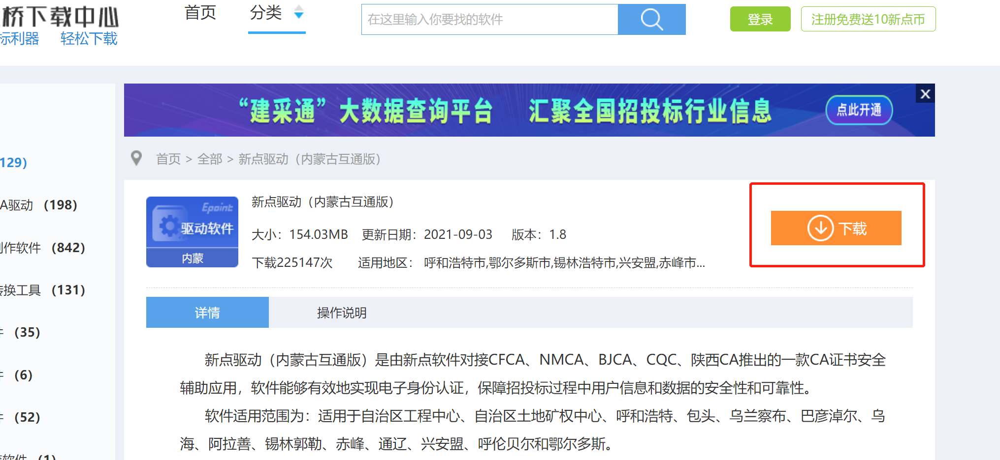 桥下载中心
标利器 轻松下载
首页 分类
在这里输入你要找的软件
登录 注册免费送10新点币
“建采通”大数据查询平台 汇聚全国招投标行业信息 点此开通 X
首页 > 全部 > 新点驱动（内蒙古互通版）
129)
A驱动 (198)
制作软件 (842)
转换工具 (131)
件 (35)
件 (6)
件 (52)
软件 (1)
Epoint
驱动软件
内蒙
新点驱动（内蒙古互通版）
大小：154.03MB 更新日期：2021-09-03 版本：1.8
下载225147次 适用地区： 呼和浩特市,鄂尔多斯市,锡林浩特市,兴安盟,赤峰市...
下载
详情 操作说明
新点驱动（内蒙古互通版）是由新点软件对接CFCA、NMCA、BJCA、CQC、陕西CA推出的一款CA证书安全
辅助应用，软件能够有效地实现电子身份认证，保障招投标过程中用户信息和数据的安全性和可靠性。
软件适用范围为：适用于自治区工程中心、自治区土地矿权中心、呼和浩特、包头、乌兰察布、巴彦淖尔、乌
海、阿拉善、锡林郭勒、赤峰、通辽、兴安盟、呼伦贝尔和鄂尔多斯。